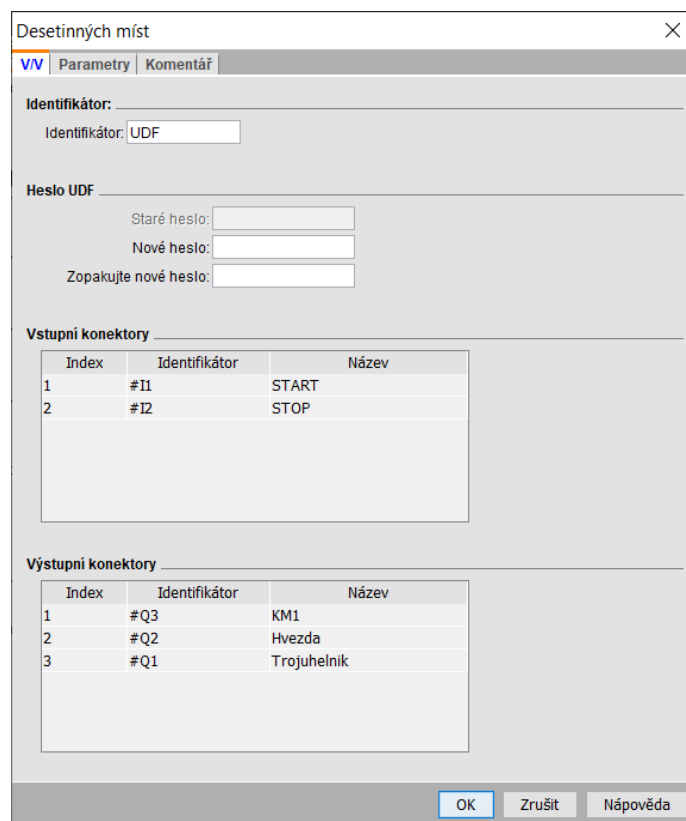 Desetinných míst
V/V Parametry Komentář
Identifikátor:
Identifikátor: UDF
Heslo UDF
Staré heslo:
Nové heslo:
Zopakujte nové heslo:
Vstupní konektory
Index Identifikátor Název
1 #I1 START
2 #I2 STOP
Výstupní konektory
Index Identifikátor Název
1 #Q3 KM1
2 #Q2 Hvezda
3 #Q1 Trojuhelnik
OK Zrušit Nápověda